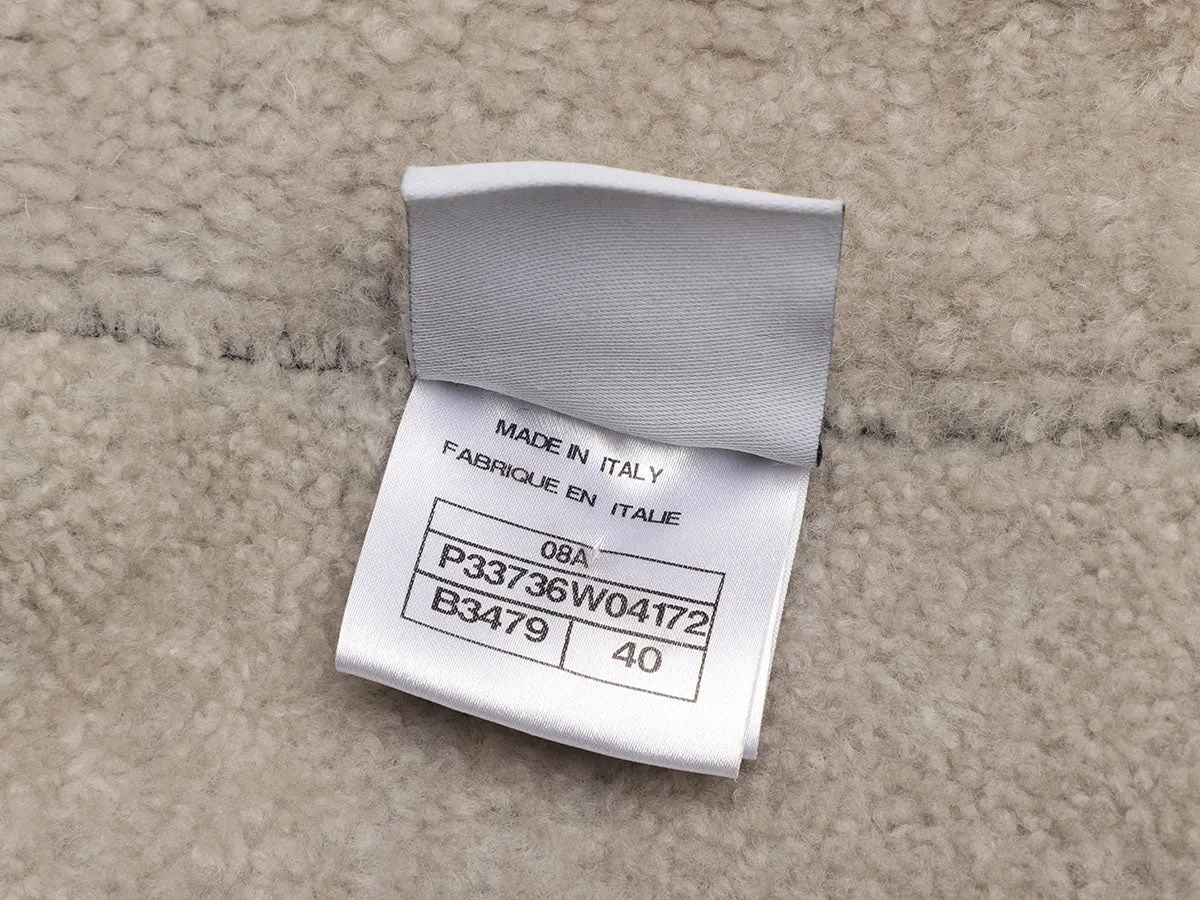 MADE IN ITALY
FABRIQUE EN ITALIE
08A
P33736W04172
B3479 40